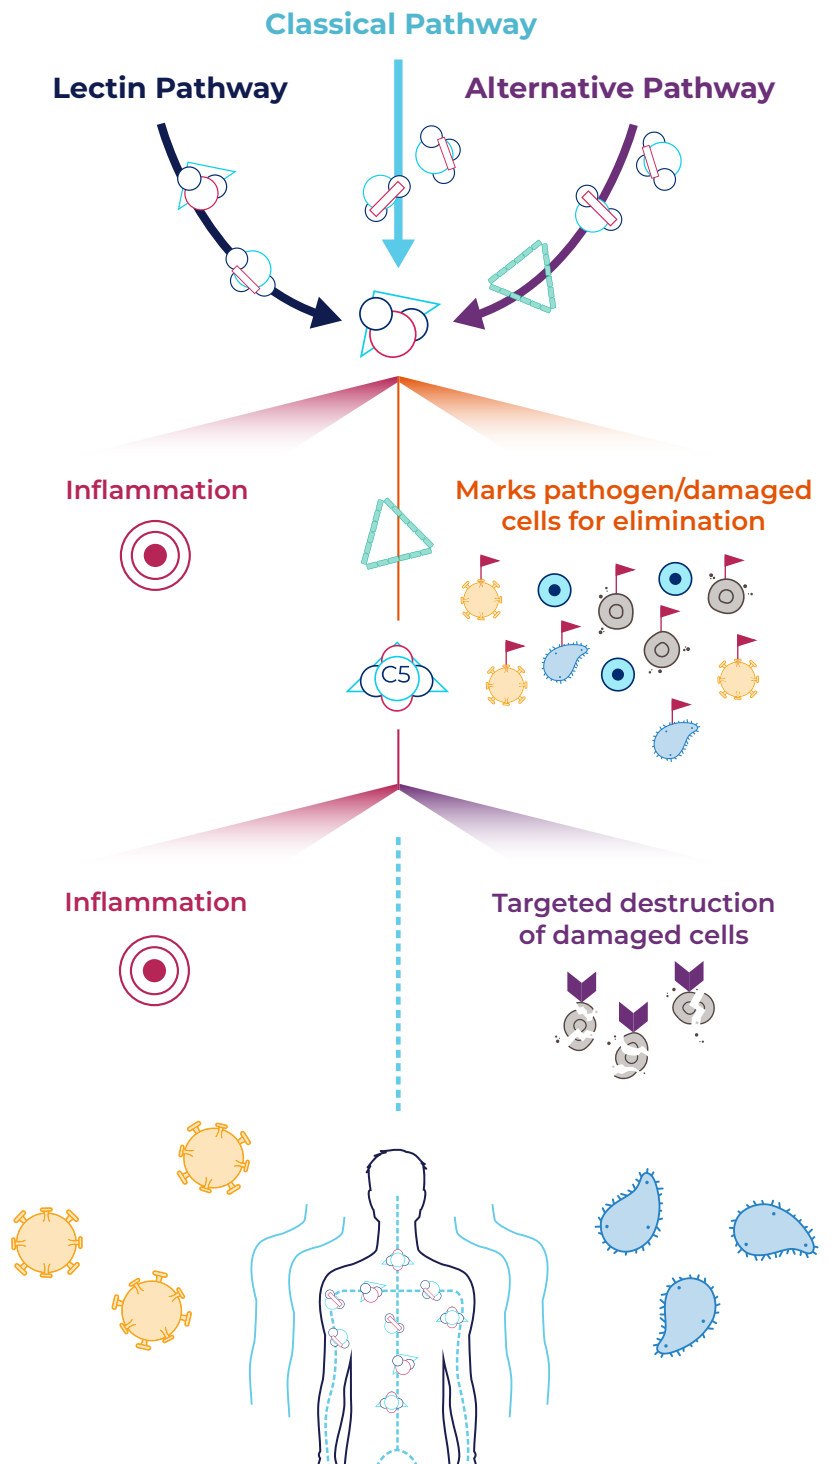 Classical Pathway
Lectin Pathway
Alternative Pathway
Inflammation
Marks pathogen/damaged
cells for elimination
C5
Inflammation
Targeted destruction
of damaged cells